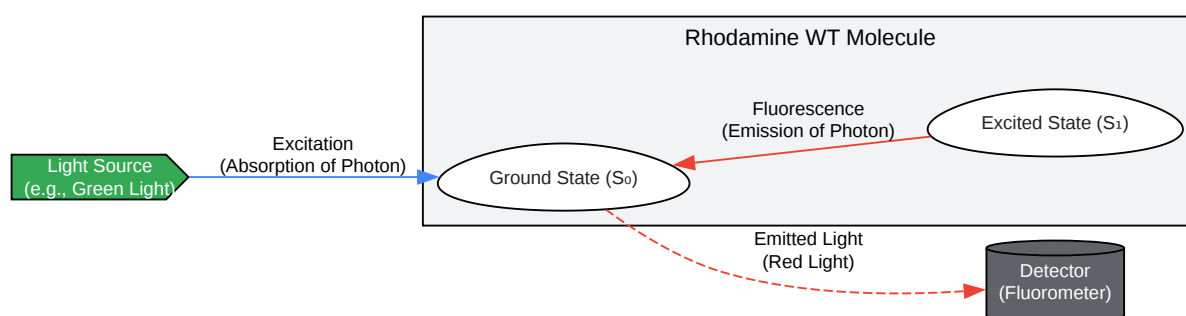 Rhodamine WT Molecule
Fluorescence
(Emission of Photon)
Excited State (S₁)
Excitation
(Absorption of Photon)
Light Source
(e.g., Green Light)
Ground State (S₀)
Emitted Light
(Red Light)
Detector
(Fluorometer)